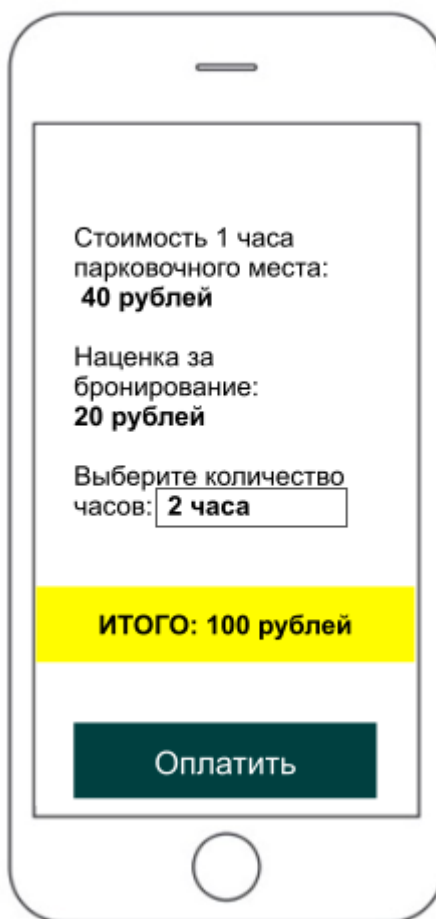 Стоимость 1 часа
парковочного места:
40 рублей
Наценка за
бронирование:
20 рублей
Выберите количество
часов: 2 часа
ИТОГО: 100 рублей
Оплатить